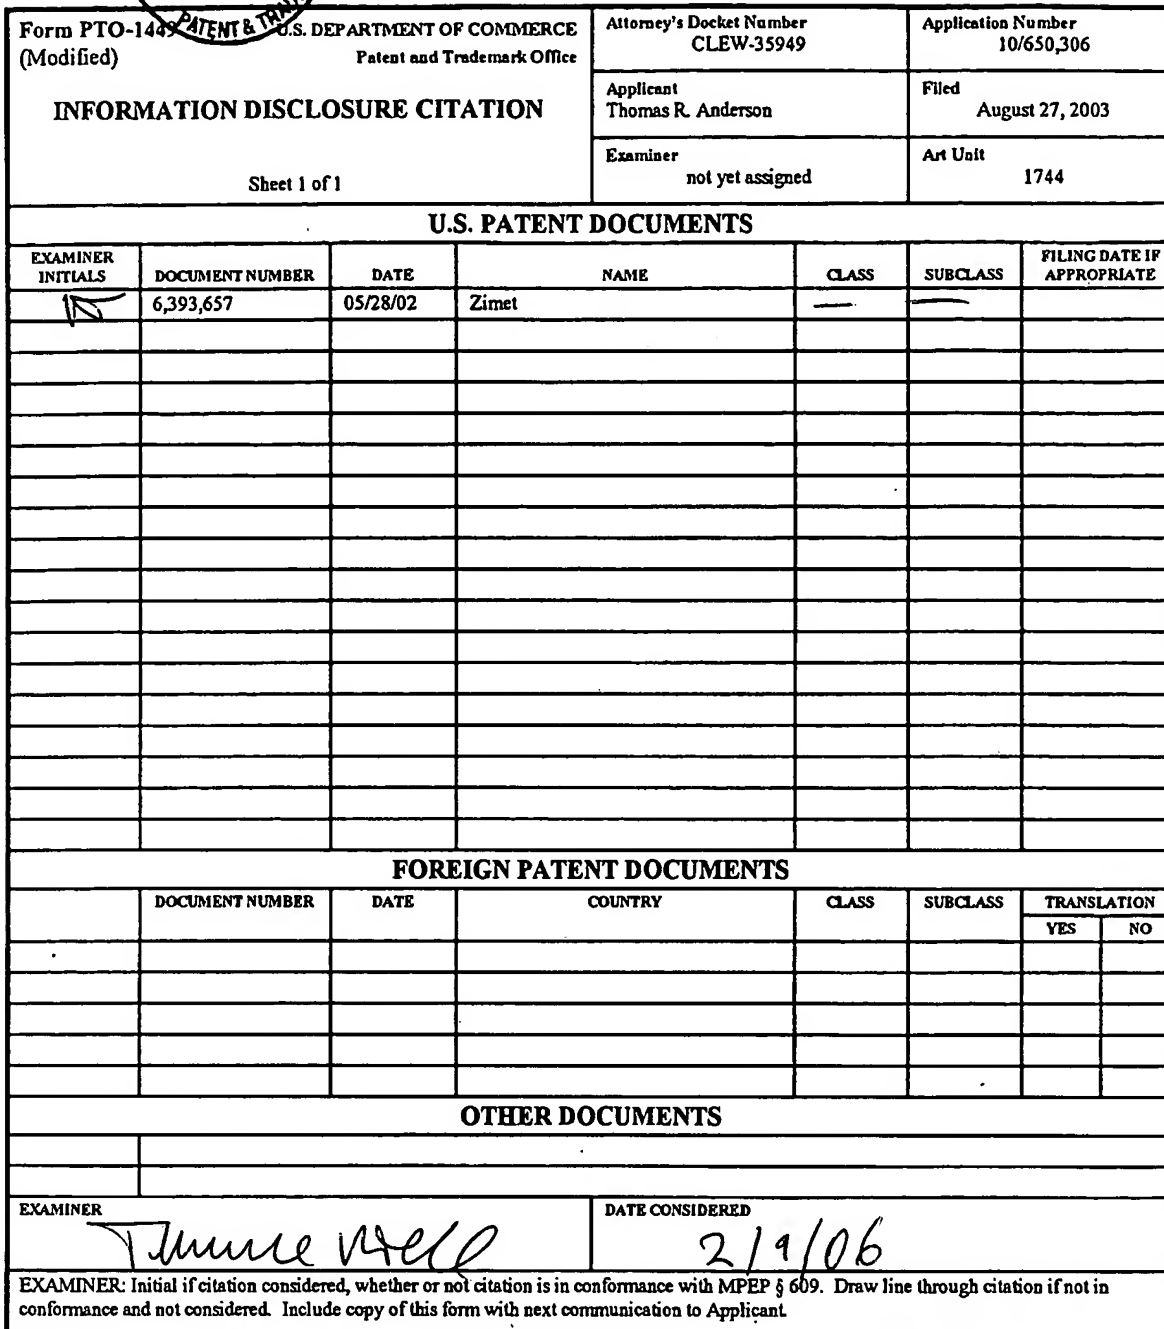 PATENT & TRA
Form PTO-1449 U.S. DEPARTMENT OF COMMERCE
(Modified) Patent and Trademark Office
INFORMATION DISCLOSURE CITATION
Sheet 1 of 1
Attorney's Docket Number
CLEW-35949
Application Number
10/650,306
Applicant
Thomas R. Anderson
Filed
August 27, 2003
Examiner
not yet assigned
Art Unit
1744
U.S. PATENT DOCUMENTS
EXAMINER INITIALS DOCUMENT NUMBER DATE NAME CLASS SUBCLASS FILING DATE IF APPROPRIATE
6,393,657 05/28/02 Zimet — —
FOREIGN PATENT DOCUMENTS
DOCUMENT NUMBER DATE COUNTRY CLASS SUBCLASS TRANSLATION
YES NO
OTHER DOCUMENTS
EXAMINER
DATE CONSIDERED
2/9/06
EXAMINER: Initial if citation considered, whether or not citation is in conformance with MPEP § 609. Draw line through citation if not in
conformance and not considered. Include copy of this form with next communication to Applicant.